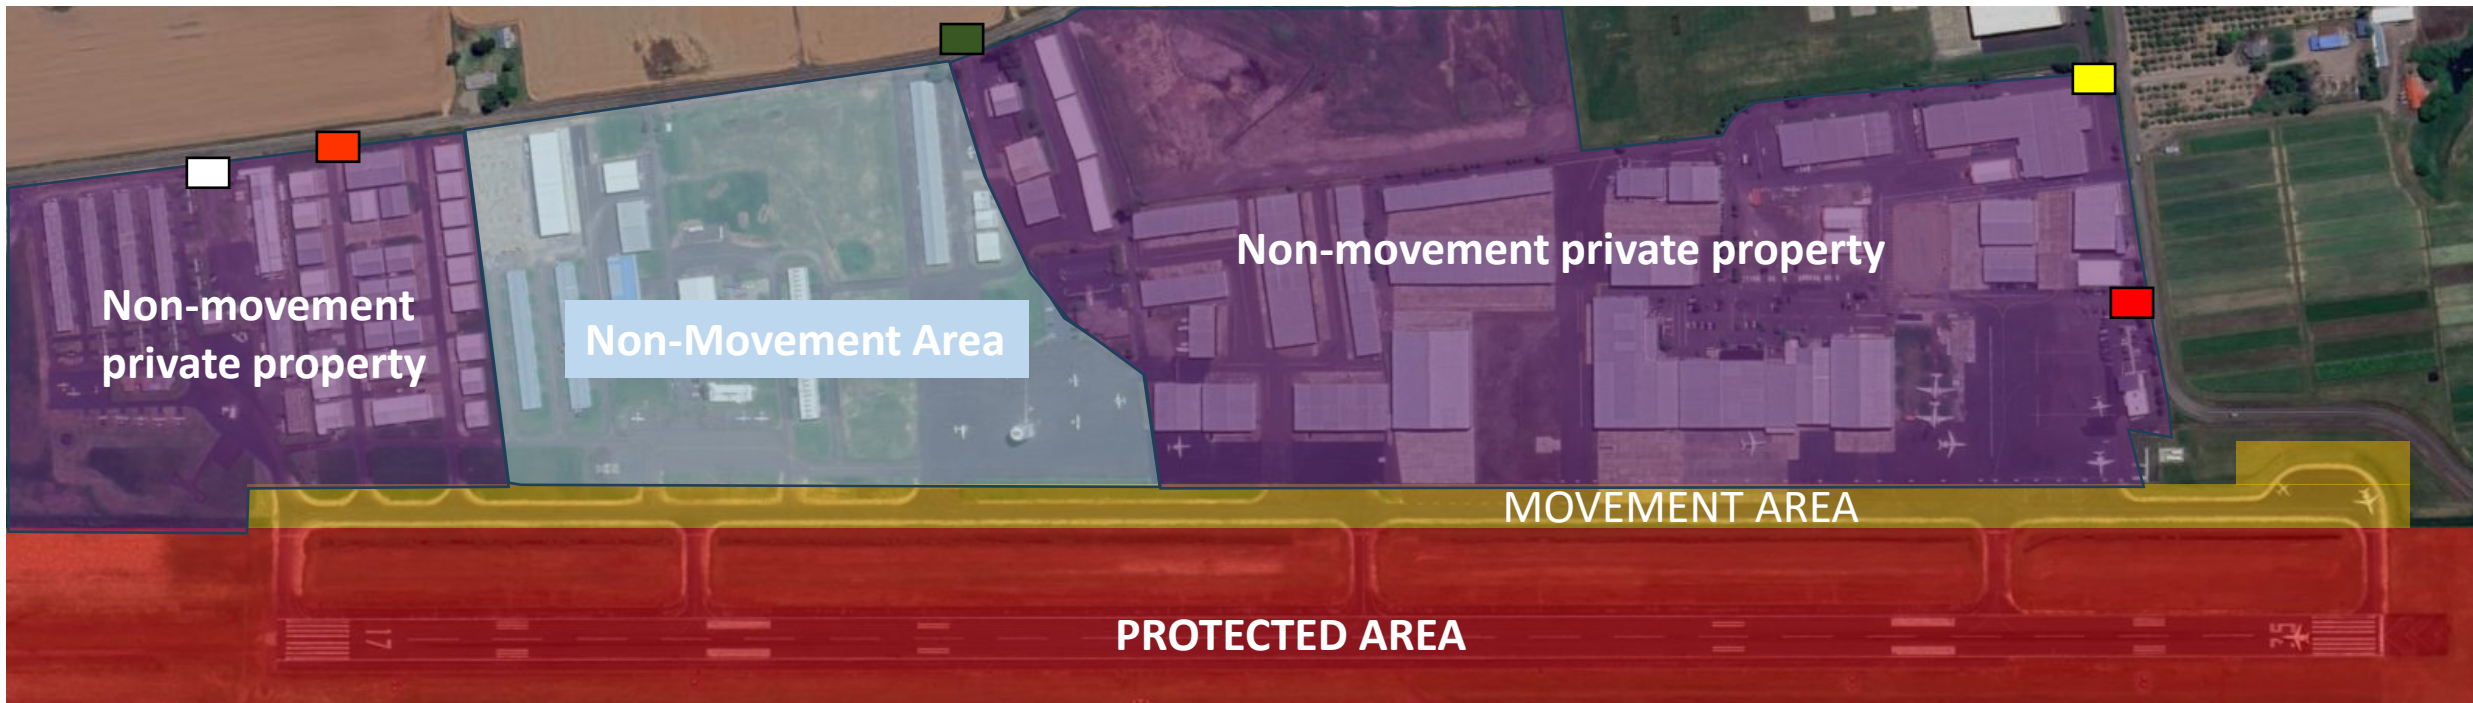 Non-movement private property
Non-movement
private property
Non-Movement Area
MOVEMENT AREA
PROTECTED AREA
17